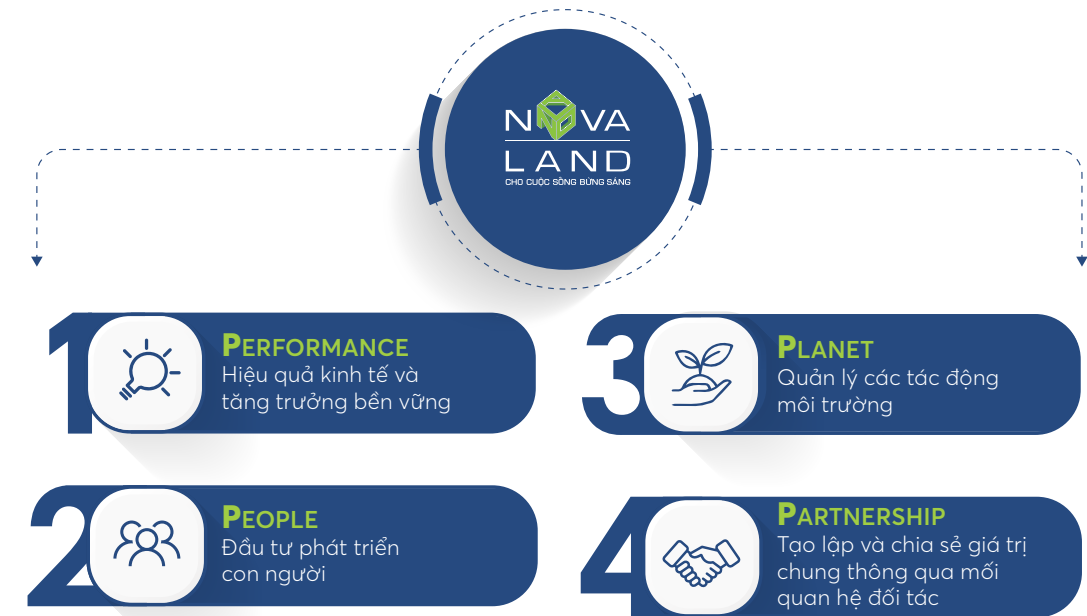 NOVA
LAND
CHO CUỘC SỐNG BỪNG SÁNG
1
PERFORMANCE
Hiệu quả kinh tế và
tăng trưởng bền vững
2
PEOPLE
Đầu tư phát triển
con người
3
PLANET
Quản lý các tác động
môi trường
4
PARTNERSHIP
Tạo lập và chia sẻ giá trị
chung thông qua mối
quan hệ đối tác